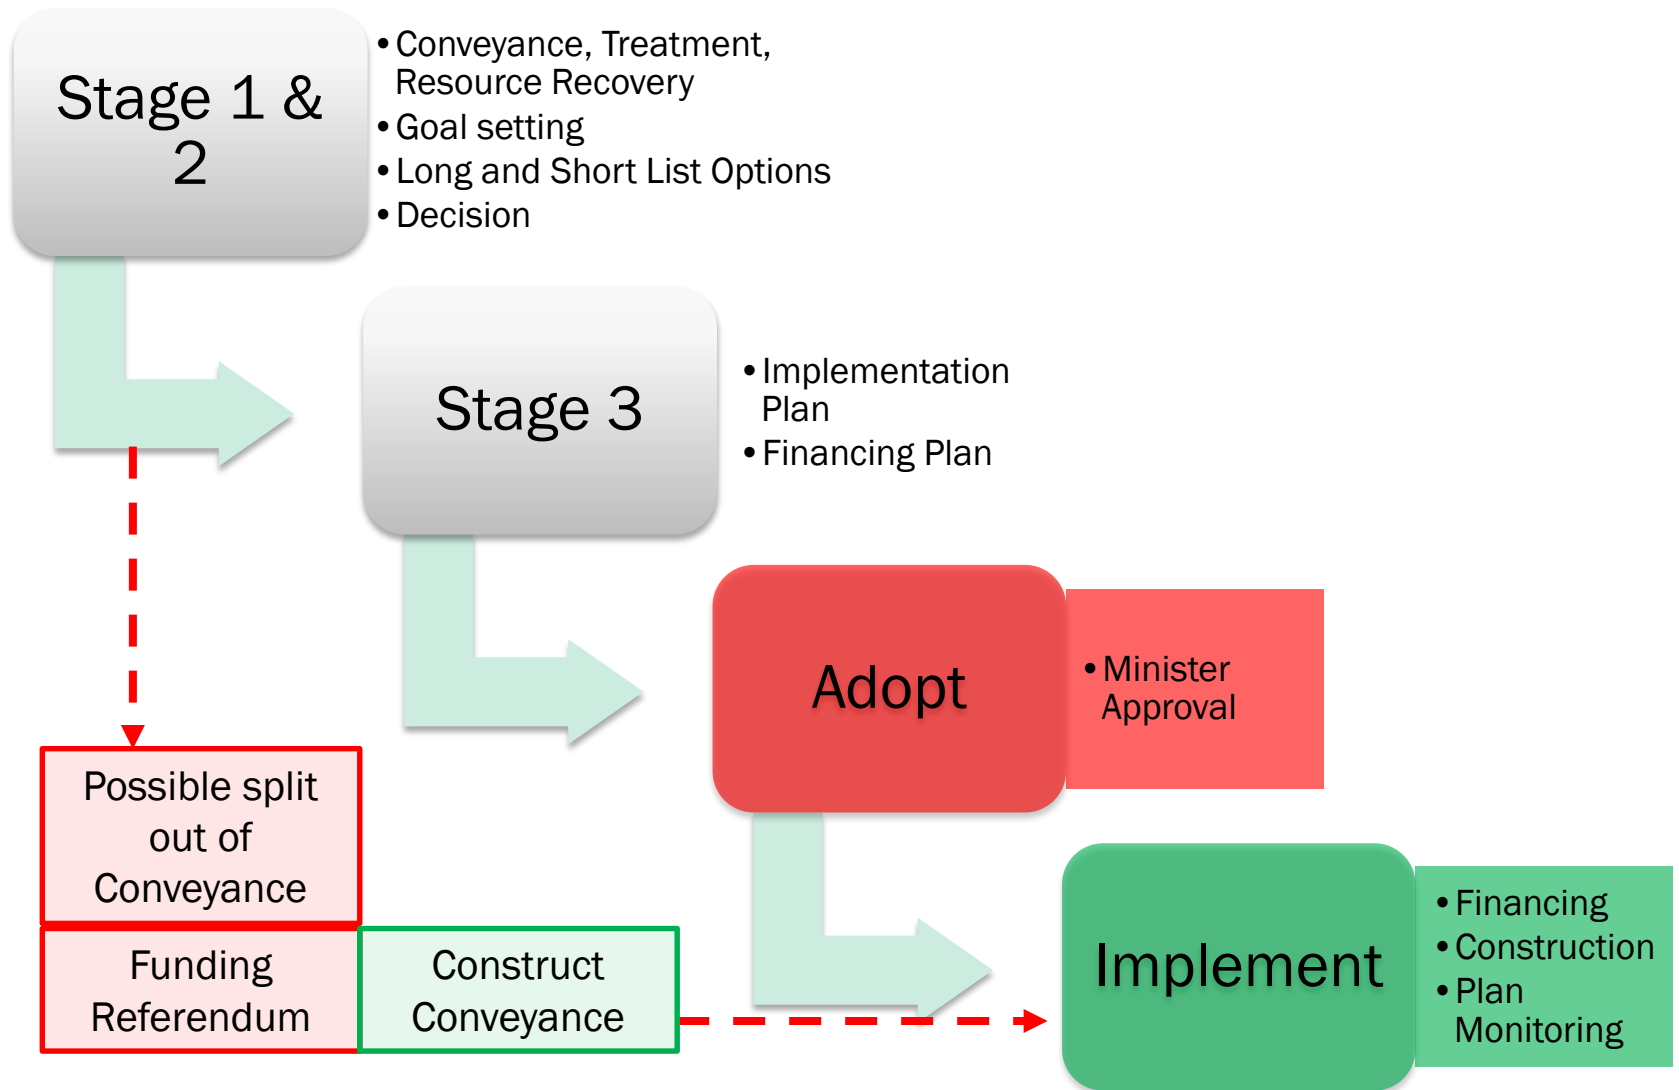 Stage 1 &
2
• Conveyance, Treatment,
Resource Recovery
• Goal setting
• Long and Short List Options
• Decision
Stage 3
• Implementation
Plan
• Financing Plan
Adopt
• Minister
Approval
Possible split
out of
Conveyance
Funding
Referendum
Construct
Conveyance
Implement
• Financing
• Construction
• Plan
Monitoring